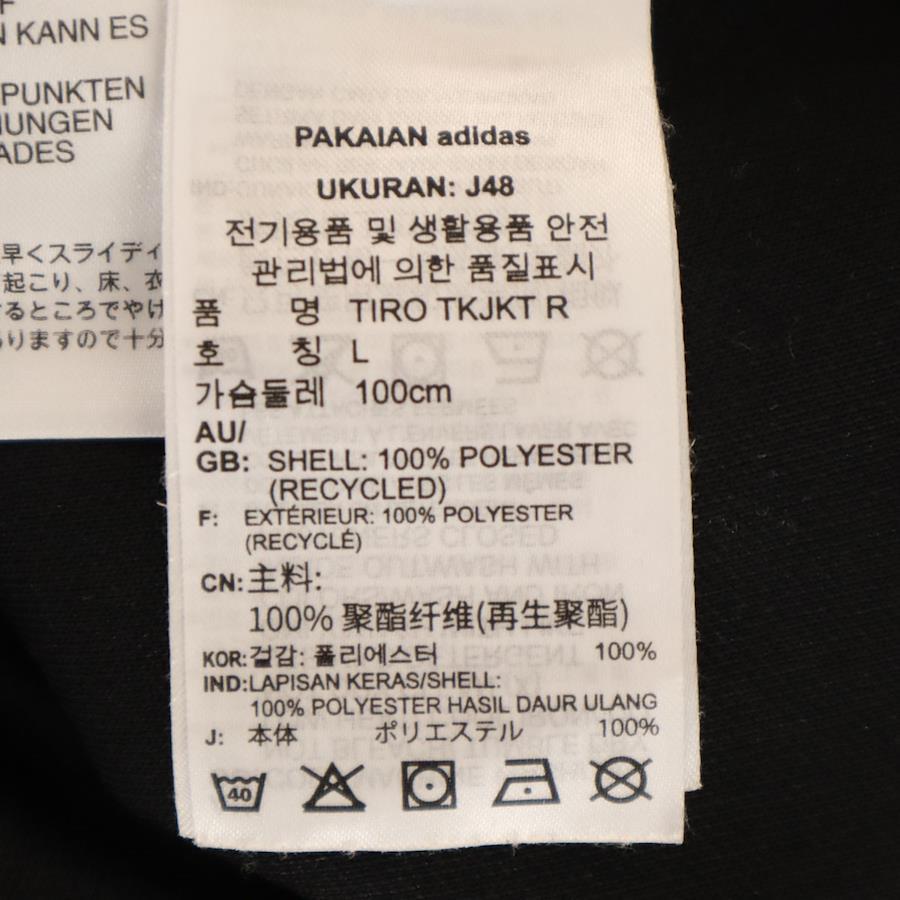 N KANN ES
PUNKTEN
HUNGEN
ADES
早くスライディ
起こり、床、衣
るところでやけ
りますので十分
PAKAIAN adidas
UKURAN: J48
전기용품 및 생활용품 안전
관리법에 의한 품질표시
품 명 TIRO TKJKT R
호 칭 L
가슴둘레 100cm
AU/
GB: SHELL: 100% POLYESTER
(RECYCLED)
F: EXTÉRIEUR: 100% POLYESTER
(RECYCLÉ)
CN: 主料:
100% 聚酯纤维(再生聚酯)
KOR: 겉감: 폴리에스터 100%
IND: LAPISAN KERAS/SHELL:
100% POLYESTER HASIL DAUR ULANG
J: 本体 ポリエステル 100%
40